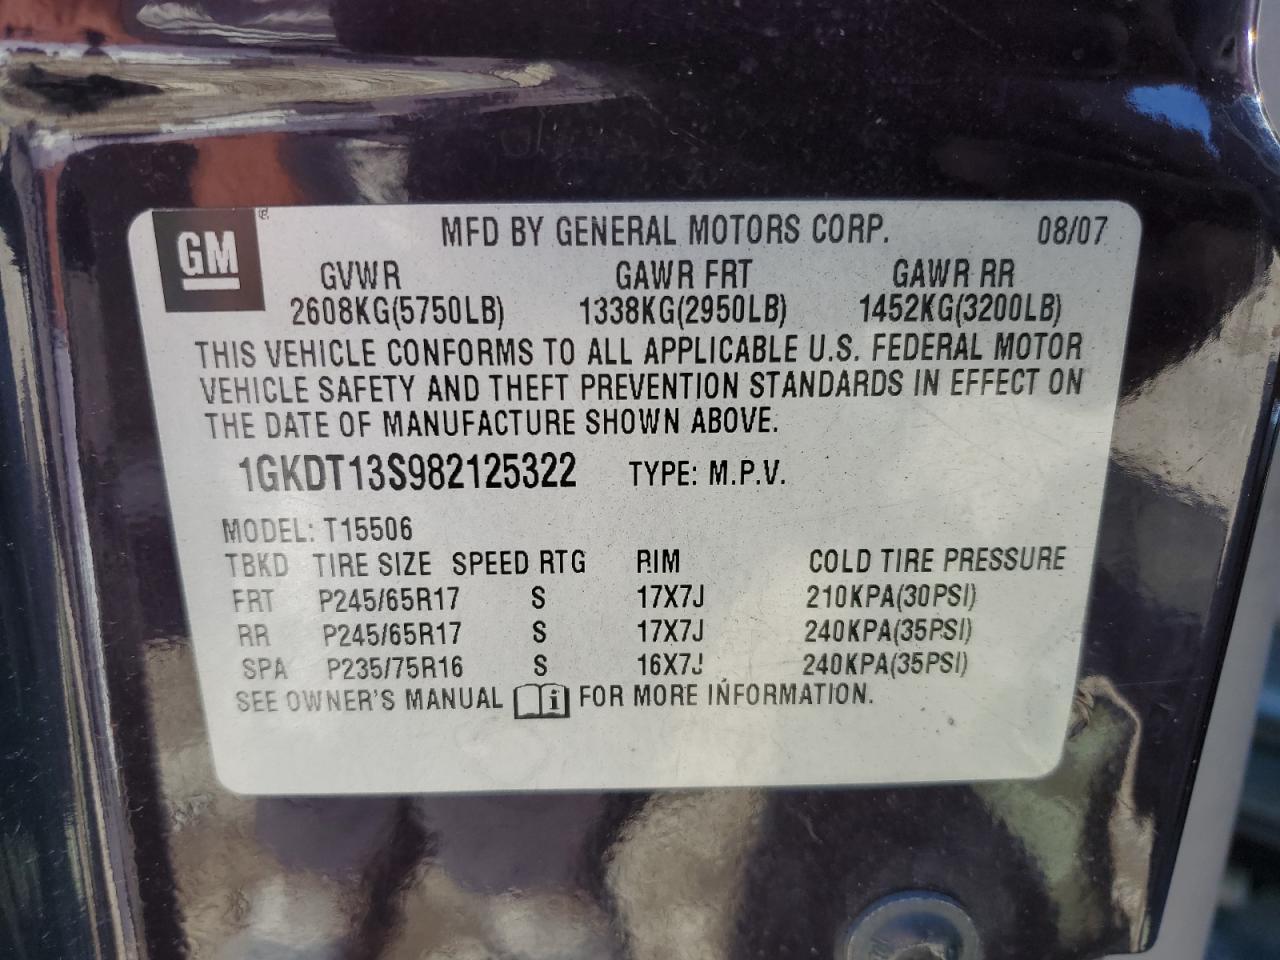 GM MFD BY GENERAL MOTORS CORP. 08/07
GVWR GAWR FRT GAWR RR
2608KG(5750LB) 1338KG(2950LB) 1452KG(3200LB)
THIS VEHICLE CONFORMS TO ALL APPLICABLE U.S. FEDERAL MOTOR
VEHICLE SAFETY AND THEFT PREVENTION STANDARDS IN EFFECT ON
THE DATE OF MANUFACTURE SHOWN ABOVE.
1GKDT13S982125322 TYPE: M.P.V.
MODEL: T15506
TBKD TIRE SIZE SPEED RTG RIM COLD TIRE PRESSURE
FRT P245/65R17 S 17X7J 210KPA(30PSI)
RR P245/65R17 S 17X7J 240KPA(35PSI)
SPA P235/75R16 S 16X7J 240KPA(35PSI)
SEE OWNER'S MANUAL i FOR MORE INFORMATION.